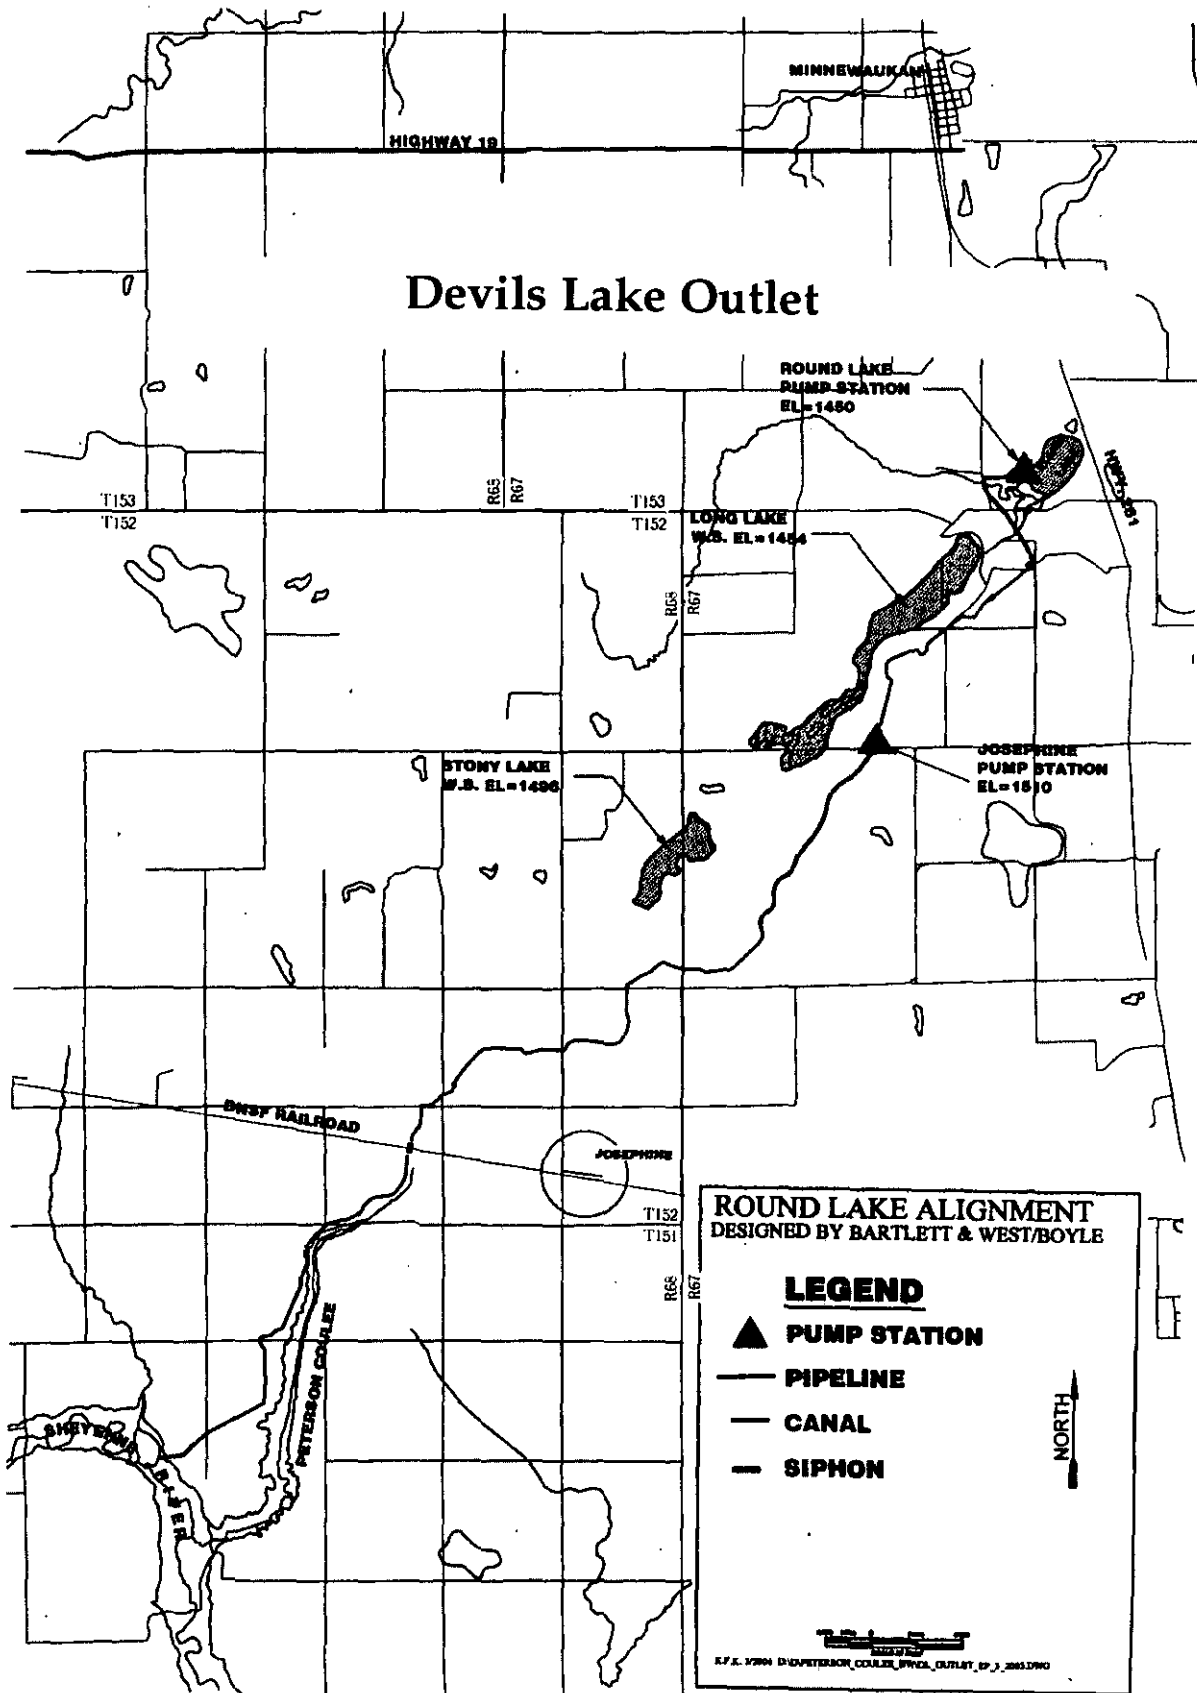 MINNEWAUKAN
HIGHWAY 19
Devils Lake Outlet
ROUND LAKE
PUMP STATION
EL=1450
R68 R67
T153
T152
T153
T152
LONG LAKE
W.S. EL=1454
R68 R67
STONY LAKE
W.S. EL=1496
JOSEPHINE
PUMP STATION
EL=1510
BNSF RAILROAD
JOSEPHINE
T152
T151
R68 R67
PETERSON COULEE
SHEYENNE
RIVER
ROUND LAKE ALIGNMENT
DESIGNED BY BARTLETT & WEST/BOYLE
LEGEND
PUMP STATION
PIPELINE
CANAL
SIPHON
NORTH